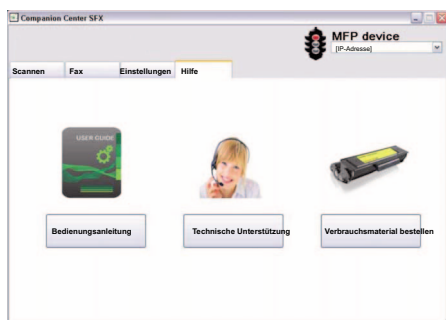 Companion Center SFX
MFP device
[IP-Adresse]
Scannen Fax Einstellungen Hilfe
USER GUIDE
Bedienungsanleitung Technische Unterstützung Verbrauchsmaterial bestellen